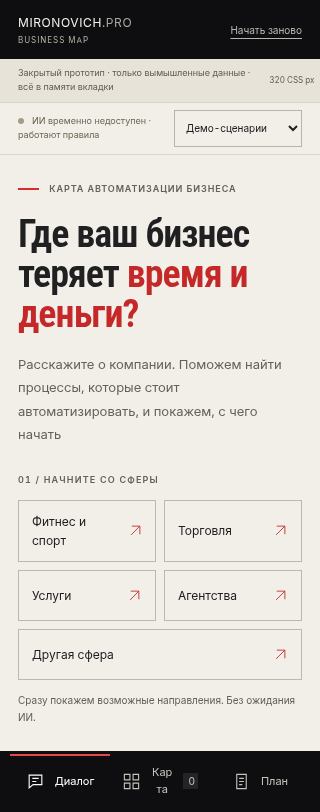 MIRONOVICH.PRO
BUSINESS MAP
Начать заново
Закрытый прототип · только вымышленные данные ·
всё в памяти вкладки
320 CSS px
ИИ временно недоступен ·
работают правила
Демо-сценарии
КАРТА АВТОМАТИЗАЦИИ БИЗНЕСА
Где ваш бизнес
теряет время и
деньги?
Расскажите о компании. Поможем найти
процессы, которые стоит
автоматизировать, и покажем, с чего
начать
01 / НАЧНИТЕ СО СФЕРЫ
Фитнес и
спорт
Торговля
Услуги
Агентства
Другая сфера
Сразу покажем возможные направления. Без ожидания
ИИ.
Диалог
Кар
та
0
План